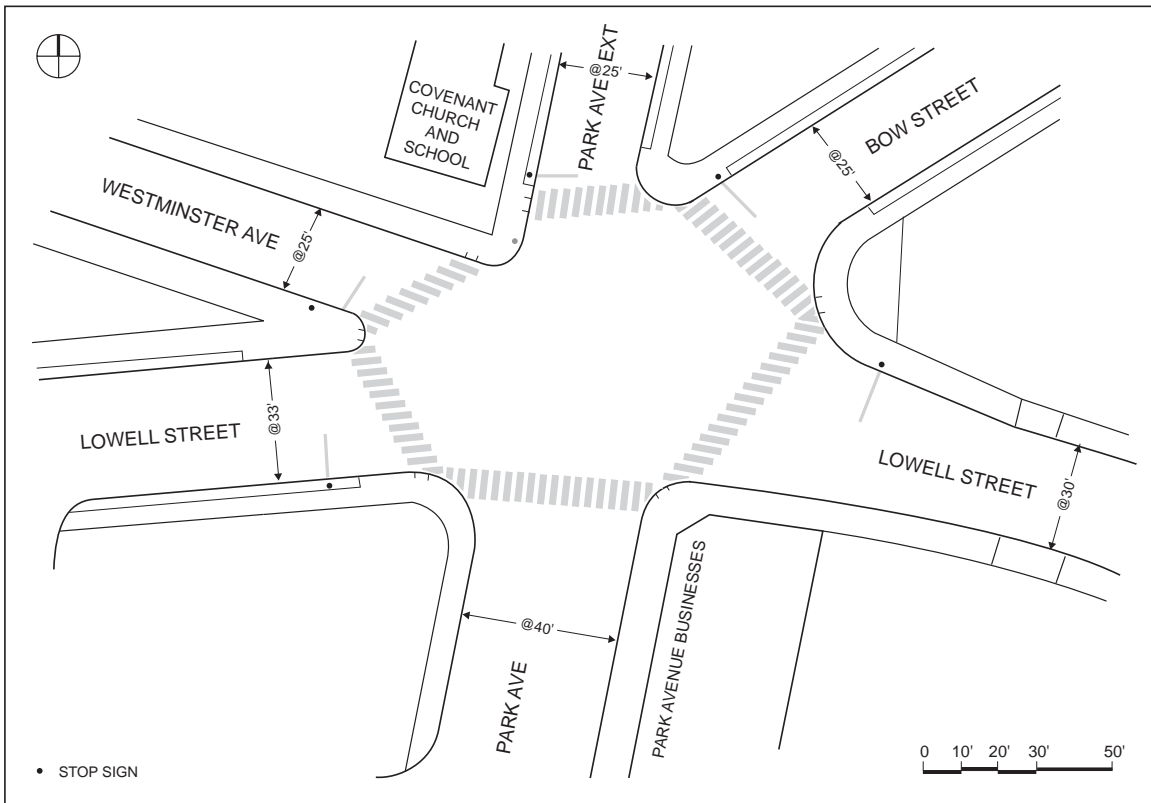 PARK AVE EXT
@25'
COVENANT
CHURCH
AND
SCHOOL
BOW STREET
@25'
WESTMINSTER AVE
@25'
LOWELL STREET
@33'
LOWELL STREET
@30'
@40'
PARK AVE
PARK AVENUE BUSINESSES
STOP SIGN
0 10' 20' 30' 50'